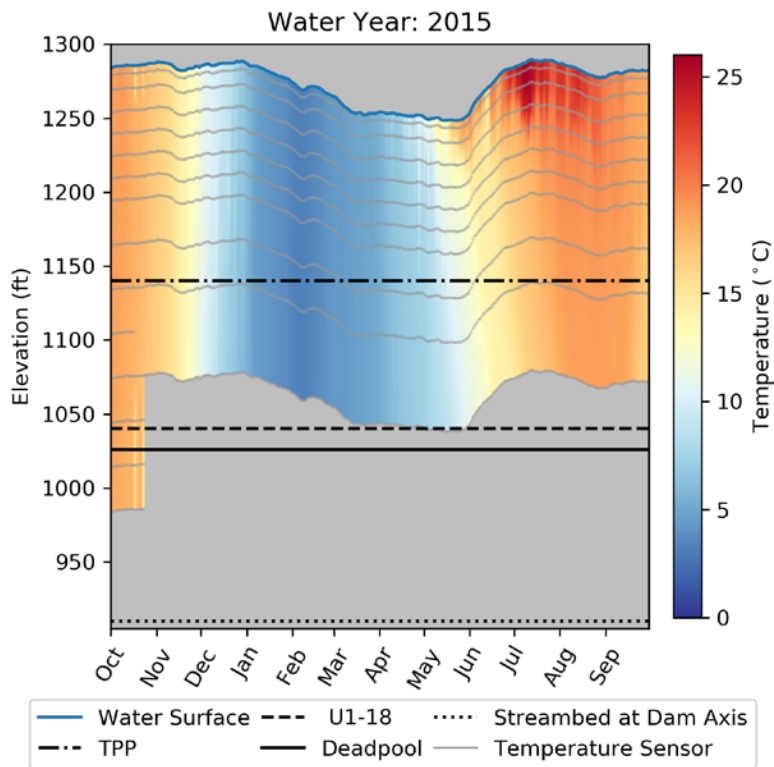 Water Year: 2015
1300
1250
1200
1150
1100
1050
1000
950
Elevation (ft)
Oct
Nov
Dec
Jan
Feb
Mar
Apr
May
Jun
Jul
Aug
Sep
25
20
15
10
5
0
Temperature (°C)
Water Surface
U1-18
Streambed at Dam Axis
TPP
Deadpool
Temperature Sensor